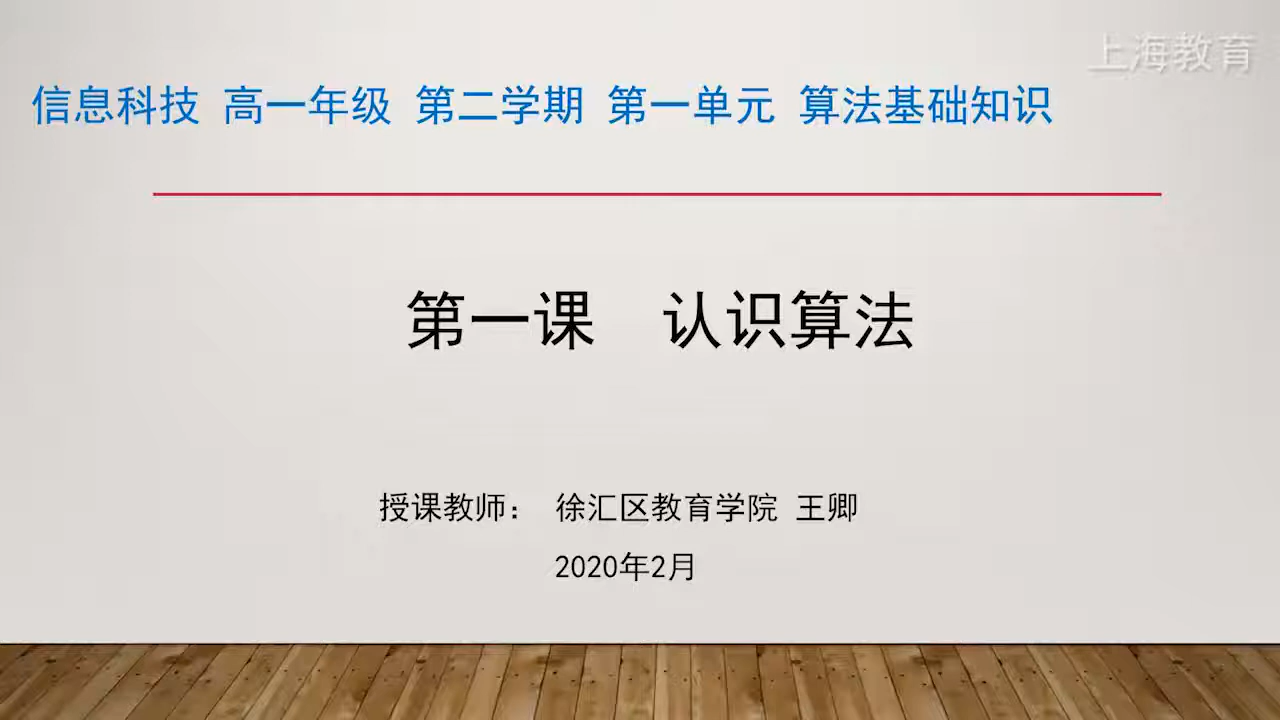 上海教育
信息科技 高一年级 第二学期 第一单元 算法基础知识
第一课 认识算法
授课教师： 徐汇区教育学院 王卿
2020年2月